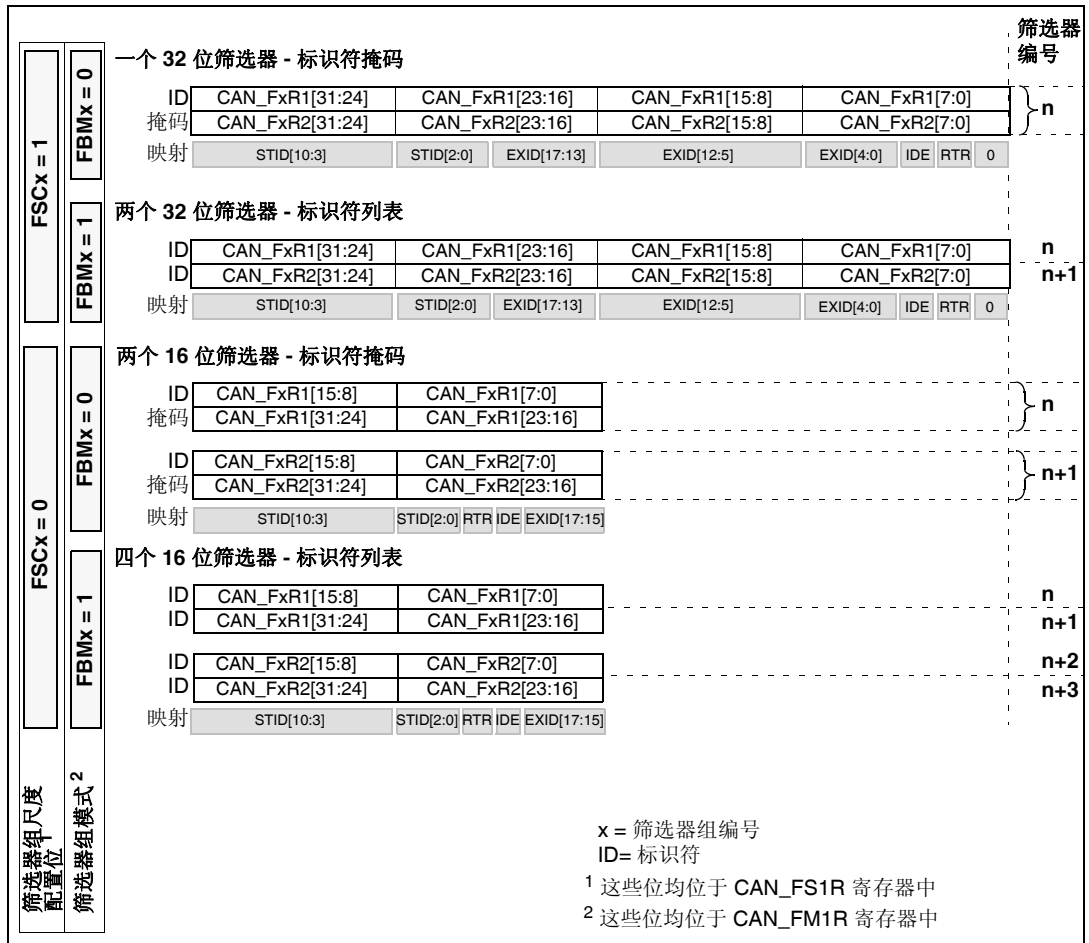 筛选器
编号
FSCx = 1
FBMx = 0
一个 32 位筛选器 - 标识符掩码
ID CAN_FxR1[31:24] CAN_FxR1[23:16] CAN_FxR1[15:8] CAN_FxR1[7:0]
掩码 CAN_FxR2[31:24] CAN_FxR2[23:16] CAN_FxR2[15:8] CAN_FxR2[7:0]
n
映射 STID[10:3] STID[2:0] EXID[17:13] EXID[12:5] EXID[4:0] IDE RTR 0
FBMx = 1
两个 32 位筛选器 - 标识符列表
ID CAN_FxR1[31:24] CAN_FxR1[23:16] CAN_FxR1[15:8] CAN_FxR1[7:0] n
ID CAN_FxR2[31:24] CAN_FxR2[23:16] CAN_FxR2[15:8] CAN_FxR2[7:0] n+1
映射 STID[10:3] STID[2:0] EXID[17:13] EXID[12:5] EXID[4:0] IDE RTR 0
FSCx = 0
FBMx = 0
两个 16 位筛选器 - 标识符掩码
ID CAN_FxR1[15:8] CAN_FxR1[7:0]
掩码 CAN_FxR1[31:24] CAN_FxR1[23:16]
n
ID CAN_FxR2[15:8] CAN_FxR2[7:0]
掩码 CAN_FxR2[31:24] CAN_FxR2[23:16]
n+1
映射 STID[10:3] STID[2:0] RTR IDE EXID[17:15]
FBMx = 1
四个 16 位筛选器 - 标识符列表
ID CAN_FxR1[15:8] CAN_FxR1[7:0] n
ID CAN_FxR1[31:24] CAN_FxR1[23:16] n+1
ID CAN_FxR2[15:8] CAN_FxR2[7:0] n+2
ID CAN_FxR2[31:24] CAN_FxR2[23:16] n+3
映射 STID[10:3] STID[2:0] RTR IDE EXID[17:15]
筛选器组尺度
配置位 1
筛选器组模式 2
x = 筛选器组编号
ID= 标识符
1 这些位均位于 CAN_FS1R 寄存器中
2 这些位均位于 CAN_FM1R 寄存器中